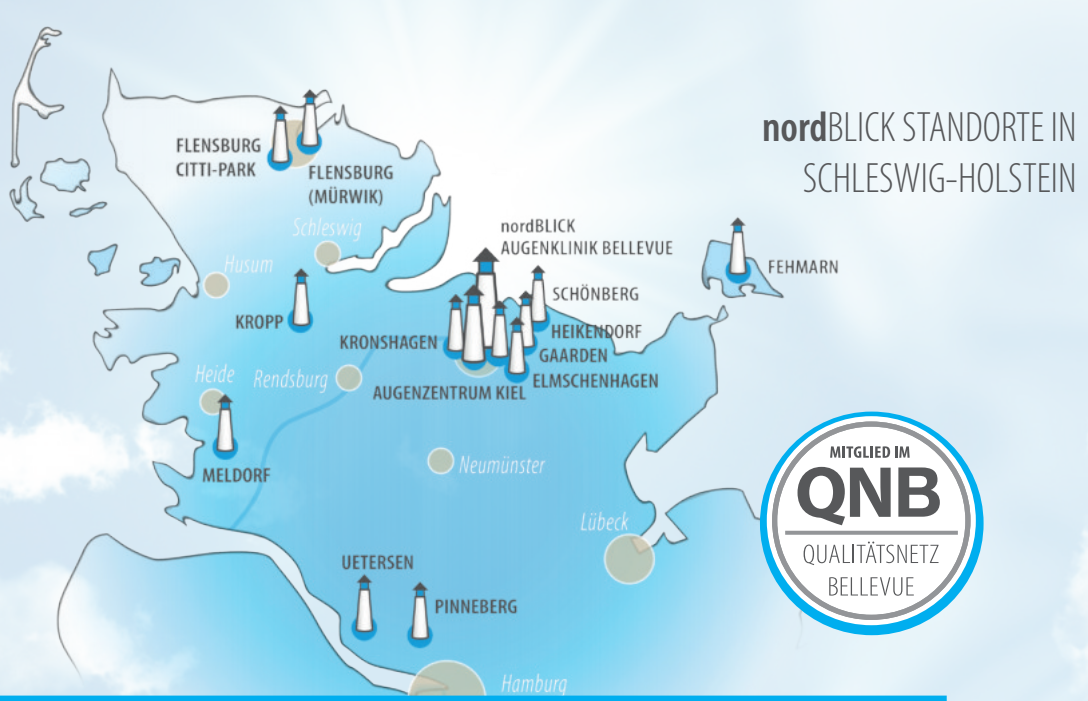 nordBLICK STANDORTE IN
SCHLESWIG-HOLSTEIN
FLENSBURG
CITTI-PARK
FLENSBURG
(MÜRWIK)
Schleswig
Husum
nordBLICK
AUGENKLINIK BELLEVUE
FEHMARN
SCHÖNBERG
KROPP
HEIKENDORF
KRONSHAGEN
GAARDEN
ELMSCHENHAGEN
Heide
Rendsburg
AUGENZENTRUM KIEL
MELDORF
Neumünster
MITGLIED IM
QNB
QUALITÄTSNETZ
BELLEVUE
Lübeck
UETERSEN
PINNEBERG
Hamburg